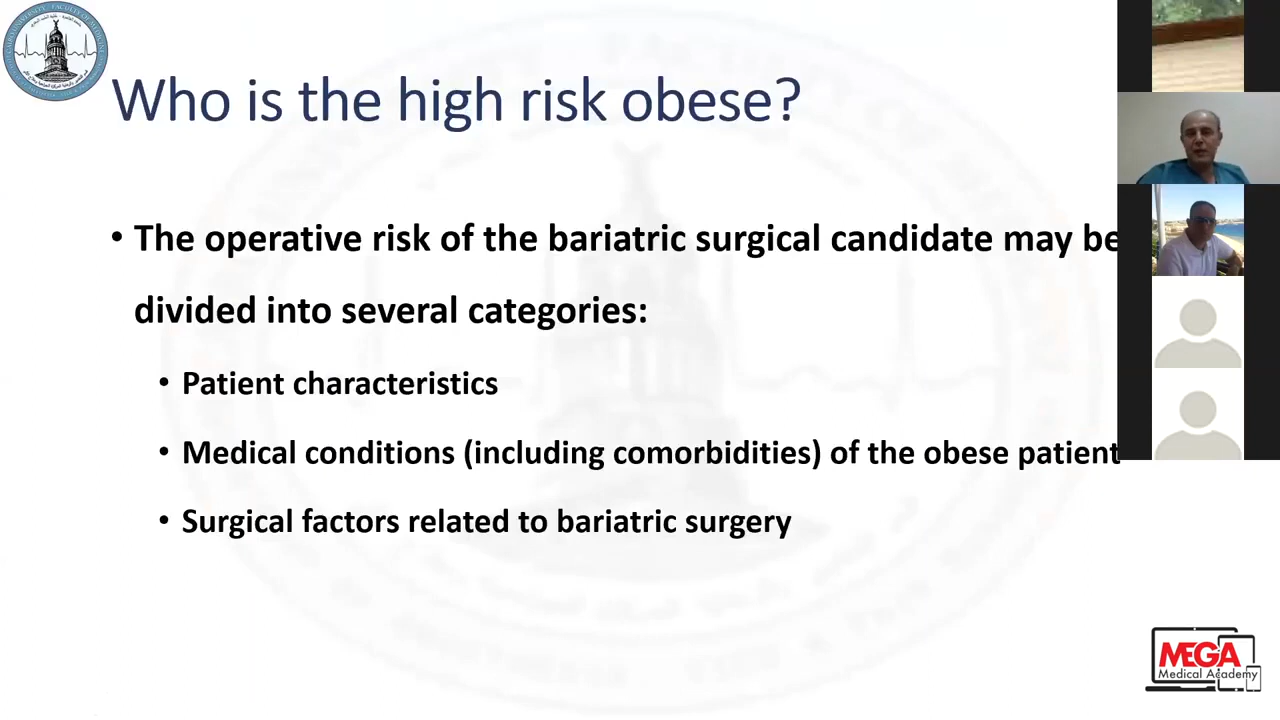 Who is the high risk obese?
• The operative risk of the bariatric surgical candidate may be
divided into several categories:
• Patient characteristics
• Medical conditions (including comorbidities) of the obese patient
• Surgical factors related to bariatric surgery
MEGA
Medical Academy